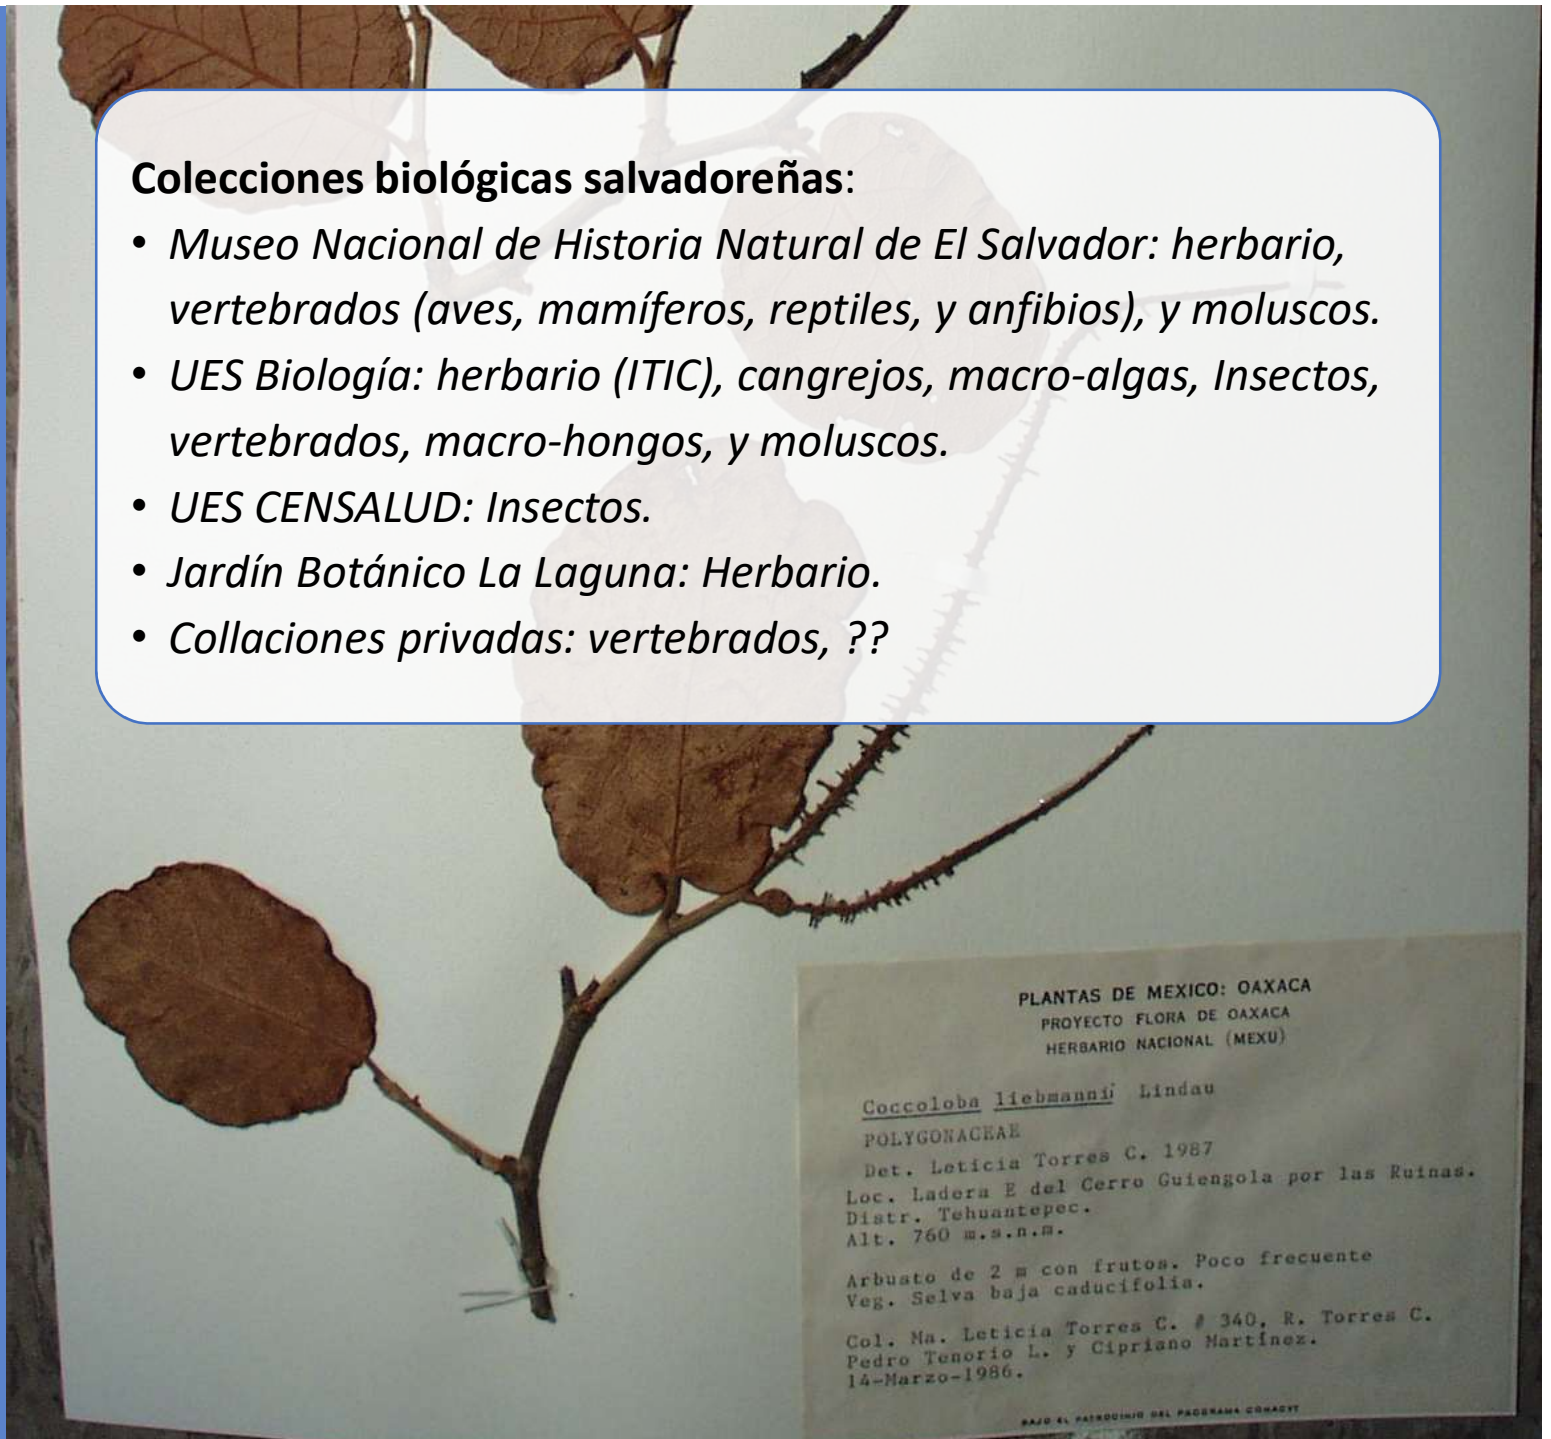 Colecciones biológicas salvadoreñas:
• Museo Nacional de Historia Natural de El Salvador: herbario,
vertebrados (aves, mamíferos, reptiles, y anfibios), y moluscos.
• UES Biología: herbario (ITIC), cangrejos, macro-algas, Insectos,
vertebrados, macro-hongos, y moluscos.
• UES CENSALUD: Insectos.
• Jardín Botánico La Laguna: Herbario.
• Collaciones privadas: vertebrados, ??
PLANTAS DE MEXICO: OAXACA
PROYECTO FLORA DE OAXACA
HERBARIO NACIONAL (MEXU)
Coccoloba liebmannii Lindau
POLYGONACEAE
Det. Leticia Torres C. 1987
Loc. Ladera E del Cerro Guiengola por las Ruinas.
Distr. Tehuantepec.
Alt. 760 m.s.n.m.
Arbusto de 2 m con frutos. Poco frecuente
Veg. Selva baja caducifolia.
Col. Ma. Leticia Torres C. # 340, R. Torres C.
Pedro Tenorio L. y Cipriano Martínez.
14-Marzo-1986.
BAJO EL PATROCINIO DEL PROGRAMA CONACYT